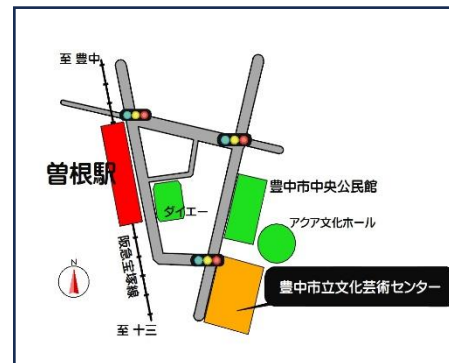 至 豊中
曽根駅
豊中市中央公民館
ダイエー
アクア文化ホール
阪急宝塚線
N
豊中市立文化芸術センター
至 十三